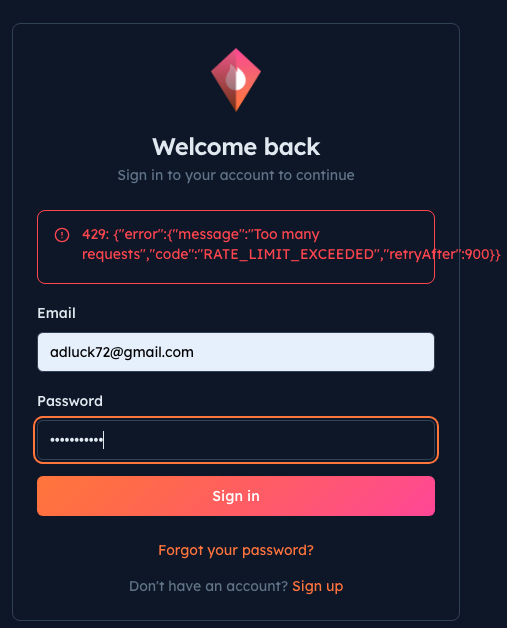 Welcome back
Sign in to your account to continue
429: {"error":{"message":"Too many
requests","code":"RATE_LIMIT_EXCEEDED","retryAfter":900}}
Email
adluck72@gmail.com
Password
•••••••••••
Sign in
Forgot your password?
Don't have an account? Sign up